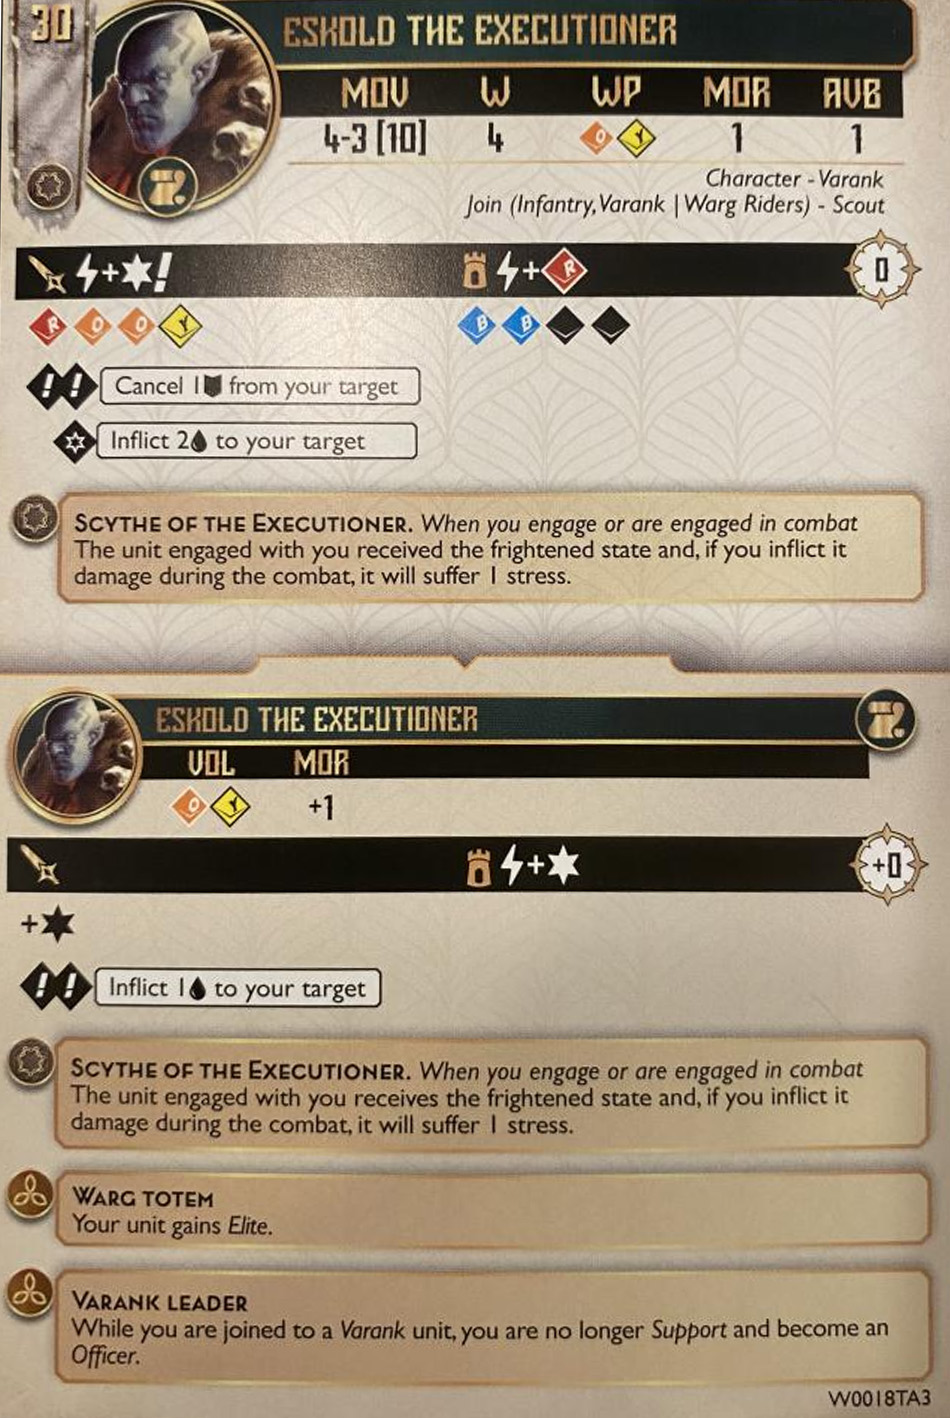 30
ESKOLD THE EXECUTIONER
MOV W WP MOR AVB
4-3 [10] 4 O Y 1 1
Character - Varank
Join (Infantry, Varank | Warg Riders) - Scout
+ ! + R 0
R O O Y B B
! ! Cancel 1 from your target
Inflict 2 to your target
SCYTHE OF THE EXECUTIONER. When you engage or are engaged in combat
The unit engaged with you received the frightened state and, if you inflict it
damage during the combat, it will suffer 1 stress.
ESKOLD THE EXECUTIONER
VOL MOR
O Y +1
+ +0
+
! ! Inflict 1 to your target
SCYTHE OF THE EXECUTIONER. When you engage or are engaged in combat
The unit engaged with you receives the frightened state and, if you inflict it
damage during the combat, it will suffer 1 stress.
WARG TOTEM
Your unit gains Elite.
VARANK LEADER
While you are joined to a Varank unit, you are no longer Support and become an
Officer.
W0018TA3